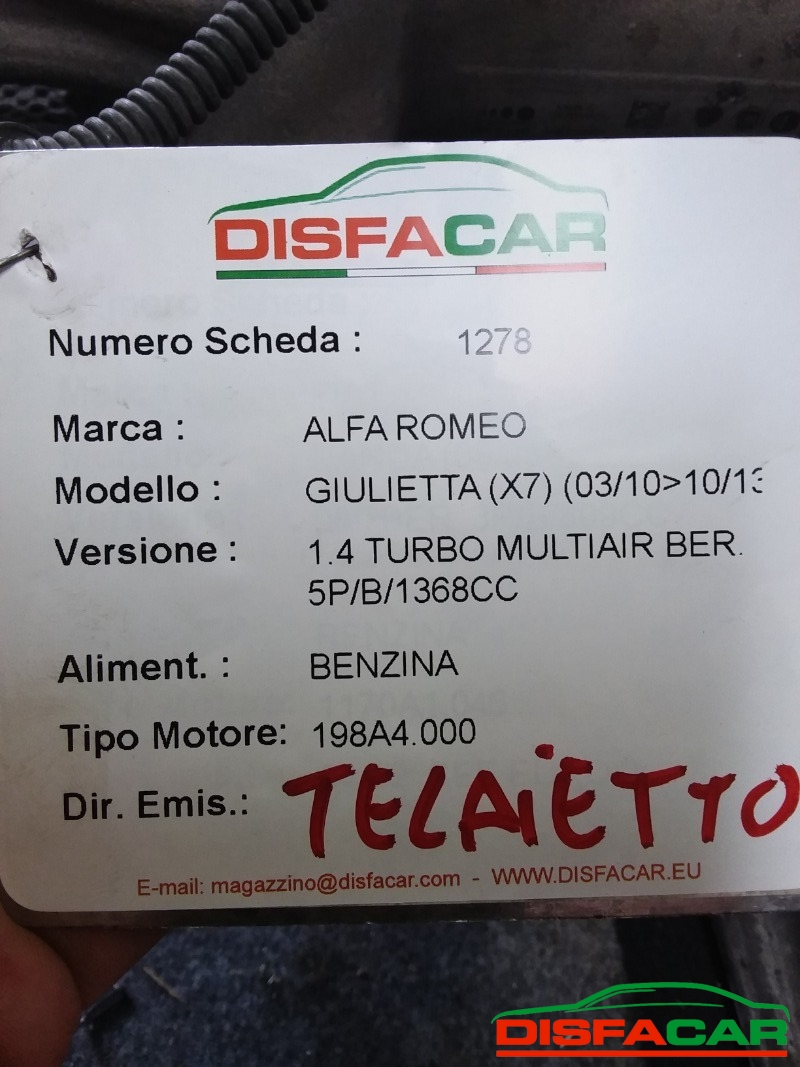 DISFACAR
Numero Scheda : 1278
Marca : ALFA ROMEO
Modello : GIULIETTA (X7) (03/10>10/13
Versione : 1.4 TURBO MULTIAIR BER.
5P/B/1368CC
Aliment. : BENZINA
Tipo Motore: 198A4.000
Dir. Emis.: TELAiETTO
E-mail: magazzino@disfacar.com - WWW.DISFACAR.EU
DISFACAR